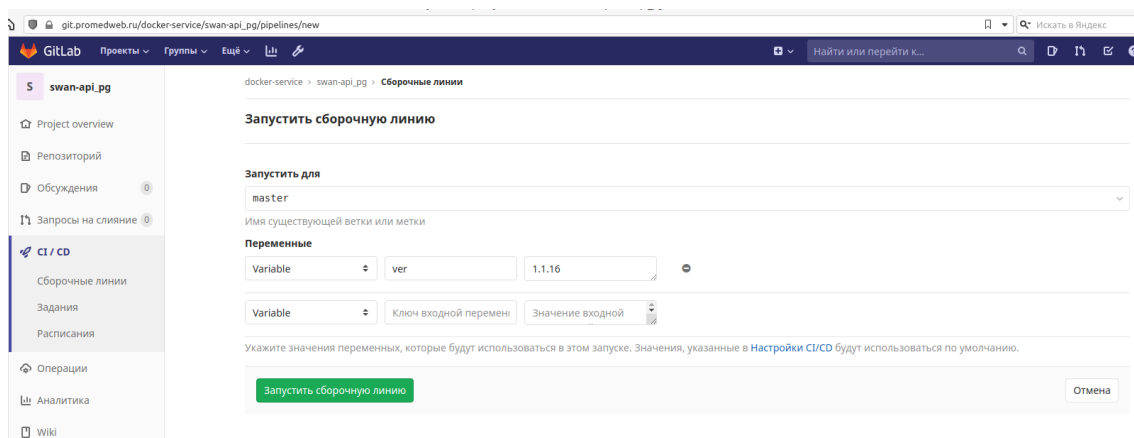 git.promedweb.ru/docker-service/swan-api_pg/pipelines/new
Искать в Яндекс
GitLab Проекты Группы Ещё Найти или перейти к...
S swan-api_pg
Project overview
Репозиторий
Обсуждения 0
Запросы на слияние 0
CI / CD
Сборочные линии
Задания
Расписания
Операции
Аналитика
Wiki
docker-service > swan-api_pg > Сборочные линии
Запустить сборочную линию
Запустить для
master
Имя существующей ветки или метки
Переменные
Variable ver 1.1.16
Variable Ключ входной перемен Значение входной
Укажите значения переменных, которые будут использоваться в этом запуске. Значения, указанные в Настройки CI/CD будут использоваться по умолчанию.
Запустить сборочную линию Отмена